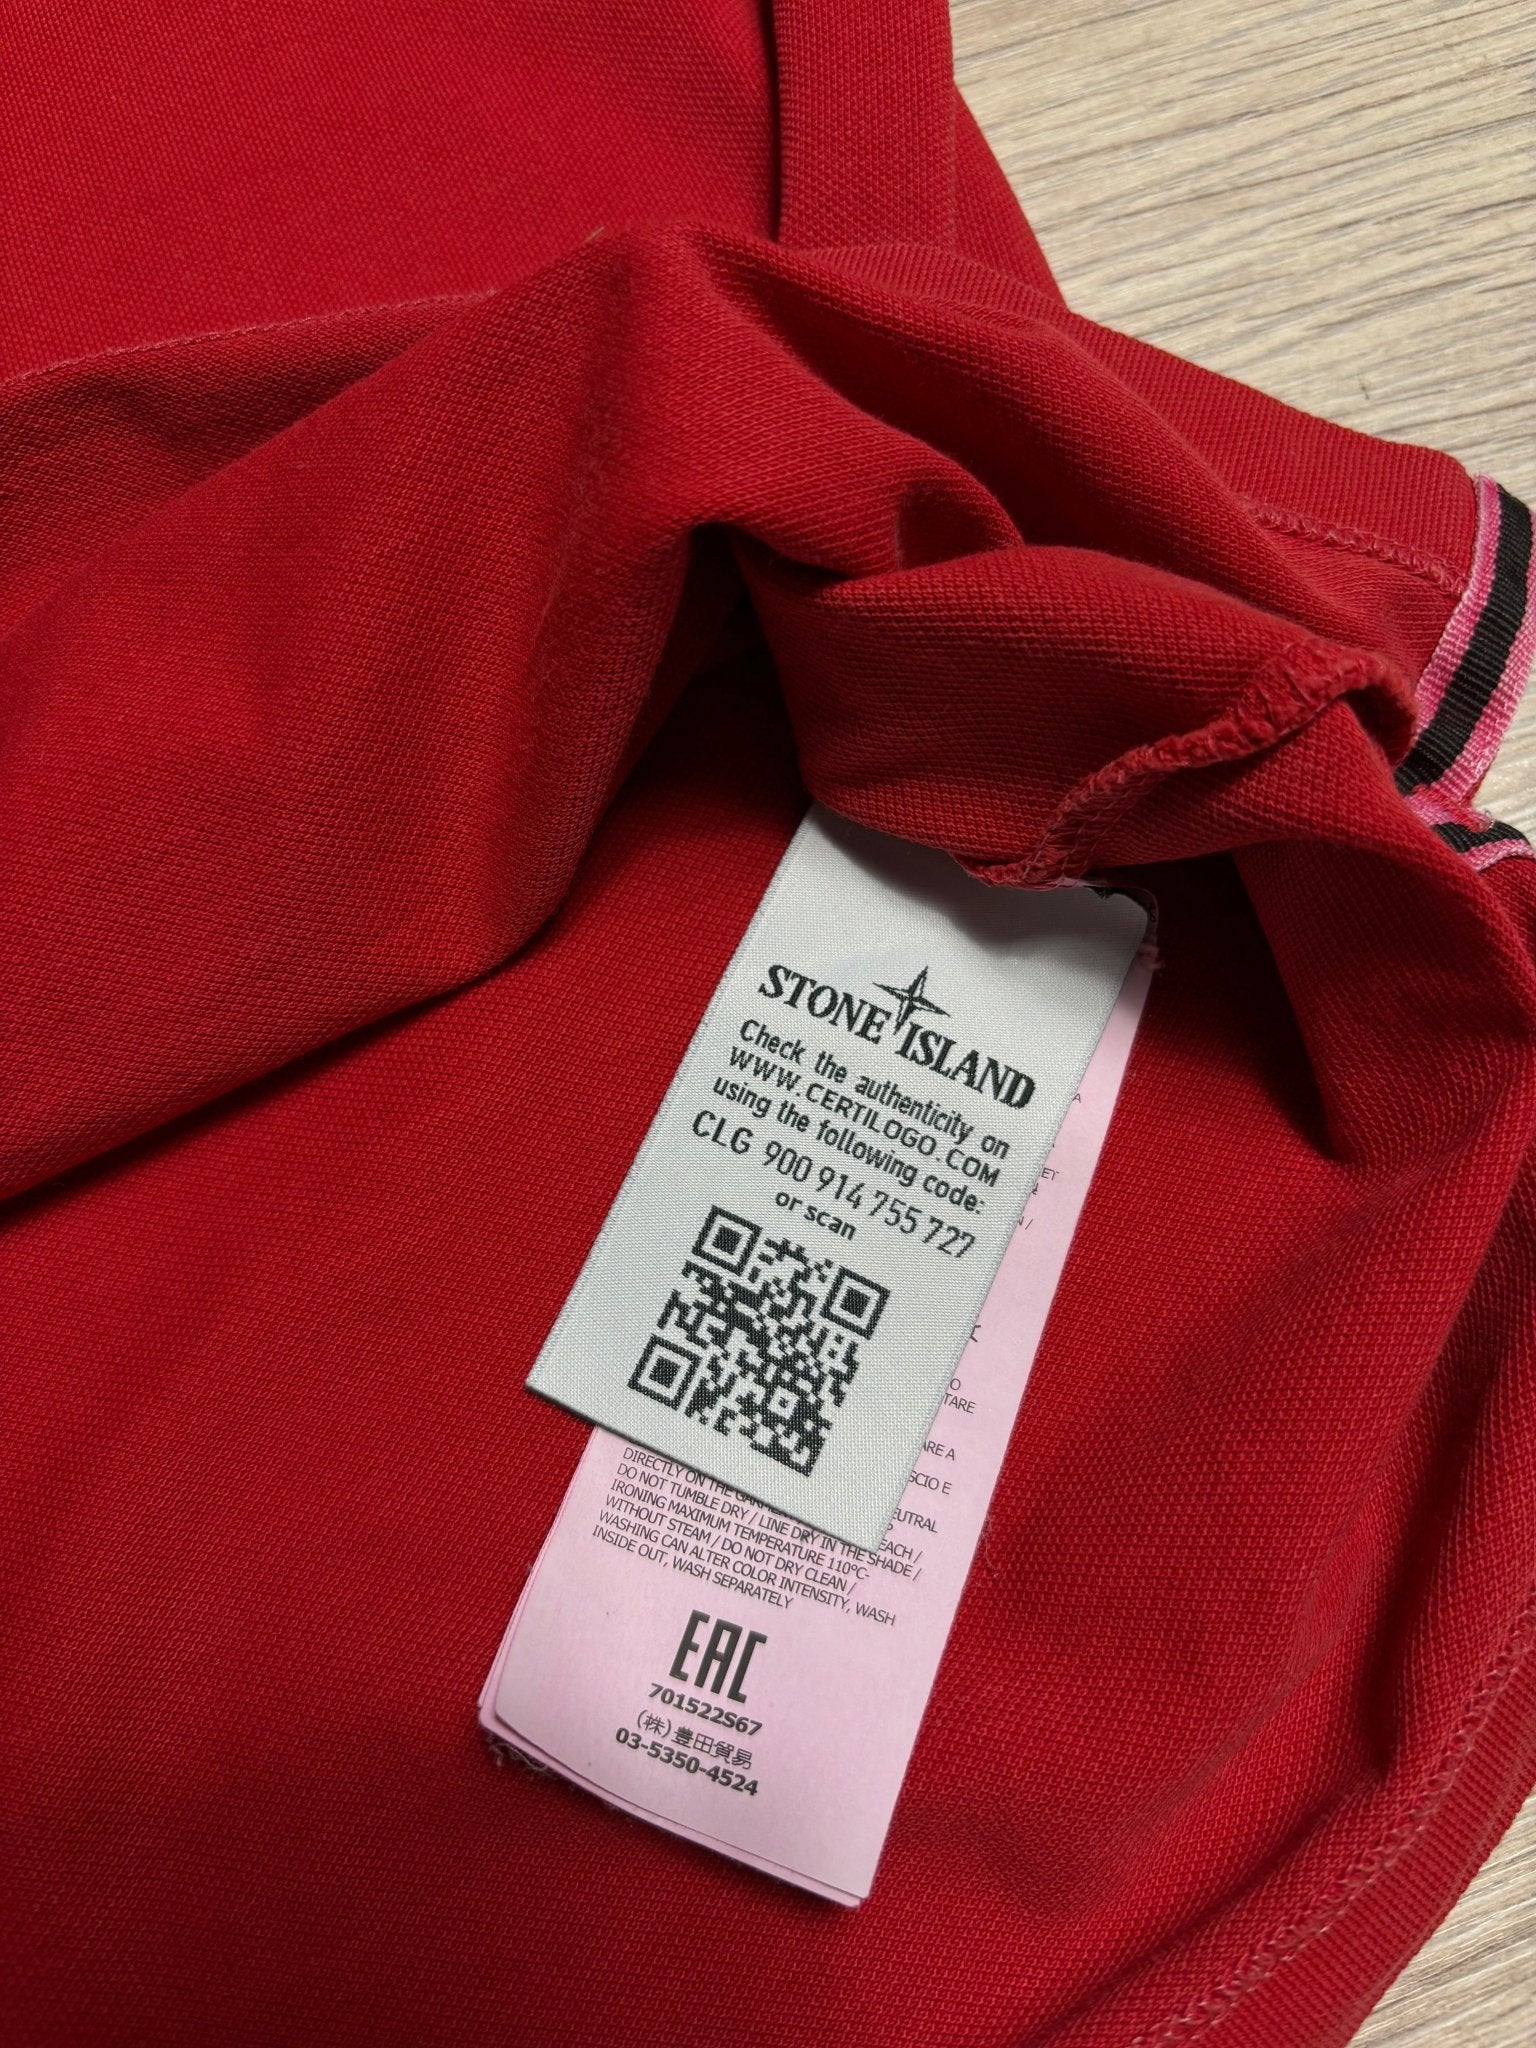 STONE ISLAND
Check the authenticity on
WWW.CERTILOGO.COM
using the following code:
CLG 900 914 755 727
or scan
TARE
ARE A
SCIO E
DIRECTLY ON THE
DO NOT TUMBLE DRY / LINE DRY IN THE SHADE /
IRONING MAXIMUM TEMPERATURE 110°C-
WITHOUT STEAM / DO NOT DRY CLEAN /
WASHING CAN ALTER COLOR INTENSITY, WASH
INSIDE OUT, WASH SEPARATELY
EAC
701522S67
(株)豊田貿易
03-5350-4524